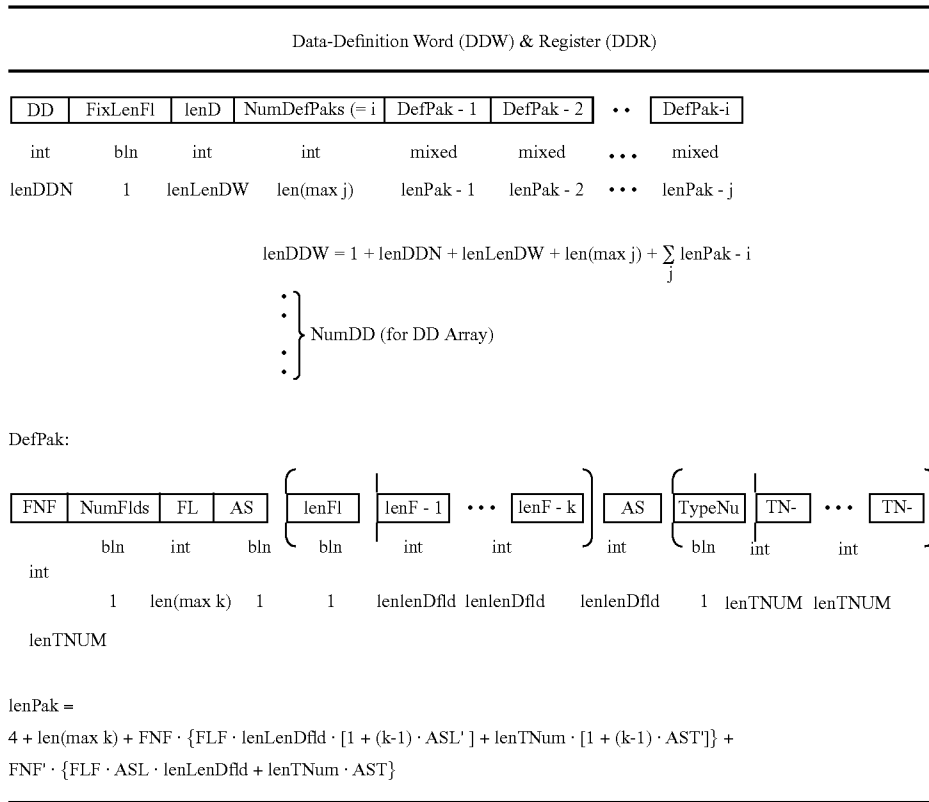 Data-Definition Word (DDW) & Register (DDR)
DD FixLenFl lenD NumDefPaks (= i DefPak - 1 DefPak - 2 •• DefPak-i
int bln int int mixed mixed ••• mixed
lenDDN 1 lenLenDW len(max j) lenPak - 1 lenPak - 2 ••• lenPak - j
lenDDW = 1 + lenDDN + lenLenDW + len(max j) + ∑ lenPak - i
j
NumDD (for DD Array)
DefPak:
FNF NumFlds FL AS lenFl lenF - 1 ••• lenF - k AS TypeNu TN- ••• TN-
bln int bln bln int int int bln int int
int
1 len(max k) 1 1 lenlenDfld lenlenDfld lenlenDfld 1 lenTNUM lenTNUM
lenTNUM
lenPak =
4 + len(max k) + FNF · {FLF · lenLenDfld · [1 + (k-1) · ASL' ] + lenTNum · [1 + (k-1) · AST']} +
FNF' · {FLF · ASL · lenLenDfld + lenTNum · AST}